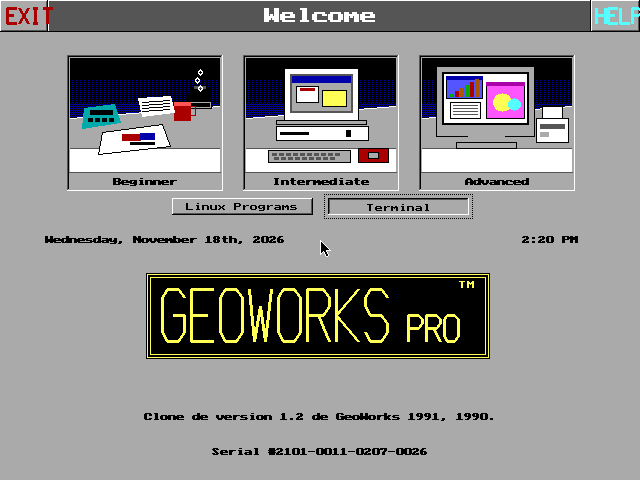 EXIT
Welcome
HELP
Beginner
Intermediate
Advanced
Linux Programs
Terminal
Wednesday, November 18th, 2026
2:20 PM
GEOWORKS PRO ™
Clone de version 1.2 de GeoWorks 1991, 1990.
Serial #2101-0011-0207-0026